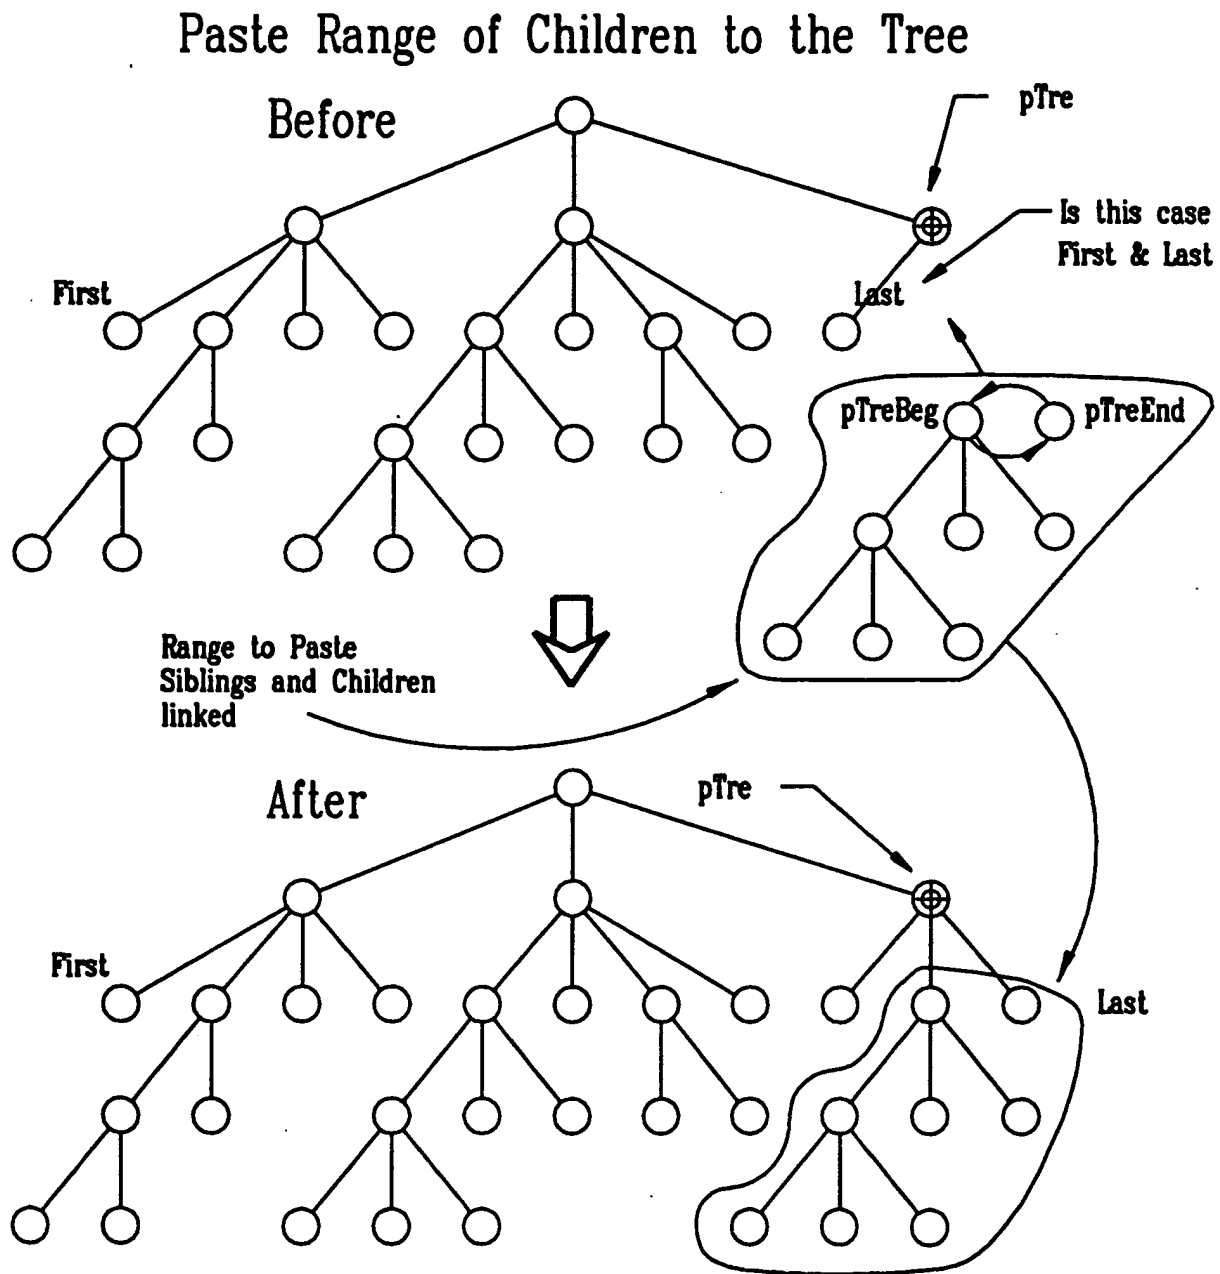 Paste Range of Children to the Tree
Before
pTre
Is this case
First & Last
First
Last
pTreBeg
pTreEnd
Range to Paste
Siblings and Children
linked
After
pTre
First
Last